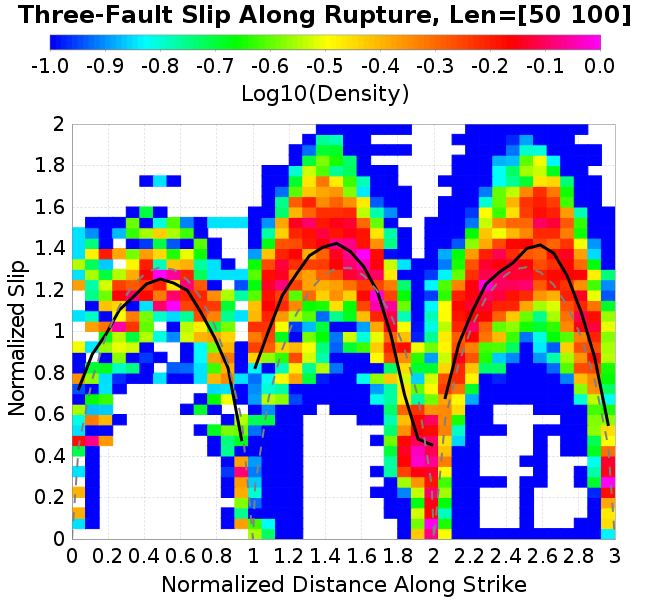 Three-Fault Slip Along Rupture, Len=[50 100]
-1.0 -0.9 -0.8 -0.7 -0.6 -0.5 -0.4 -0.3 -0.2 -0.1 0.0
Log10(Density)
2
1.8
1.6
1.4
1.2
1
0.8
0.6
0.4
0.2
0
Normalized Slip
0 0.2 0.4 0.6 0.8 1 1.2 1.4 1.6 1.8 2 2.2 2.4 2.6 2.8 3
Normalized Distance Along Strike